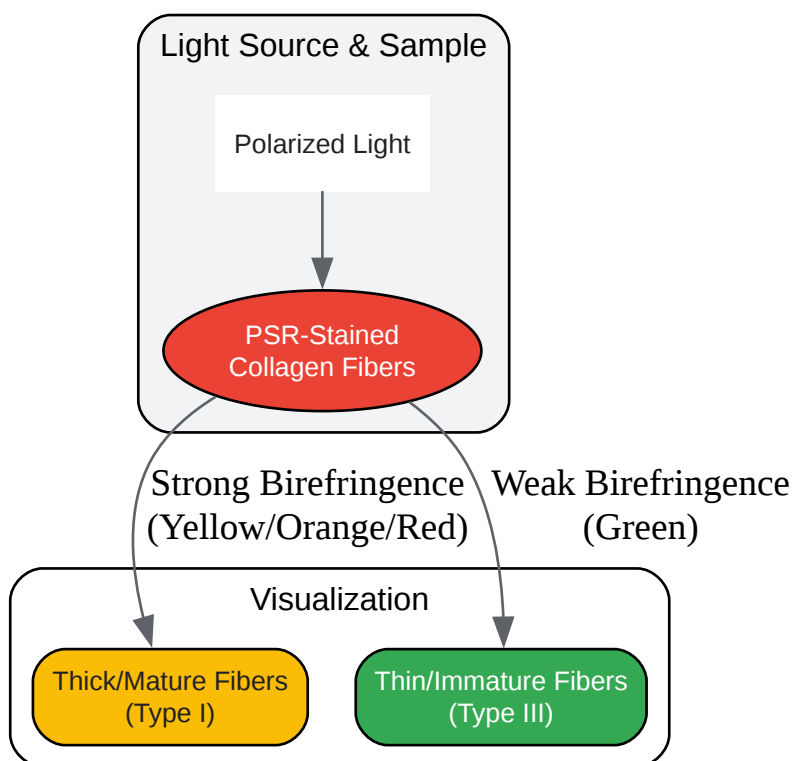 Light Source & Sample
Polarized Light
PSR-Stained
Collagen Fibers
Strong Birefringence
(Yellow/Orange/Red)
Weak Birefringence
(Green)
Visualization
Thick/Mature Fibers
(Type I)
Thin/Immature Fibers
(Type III)